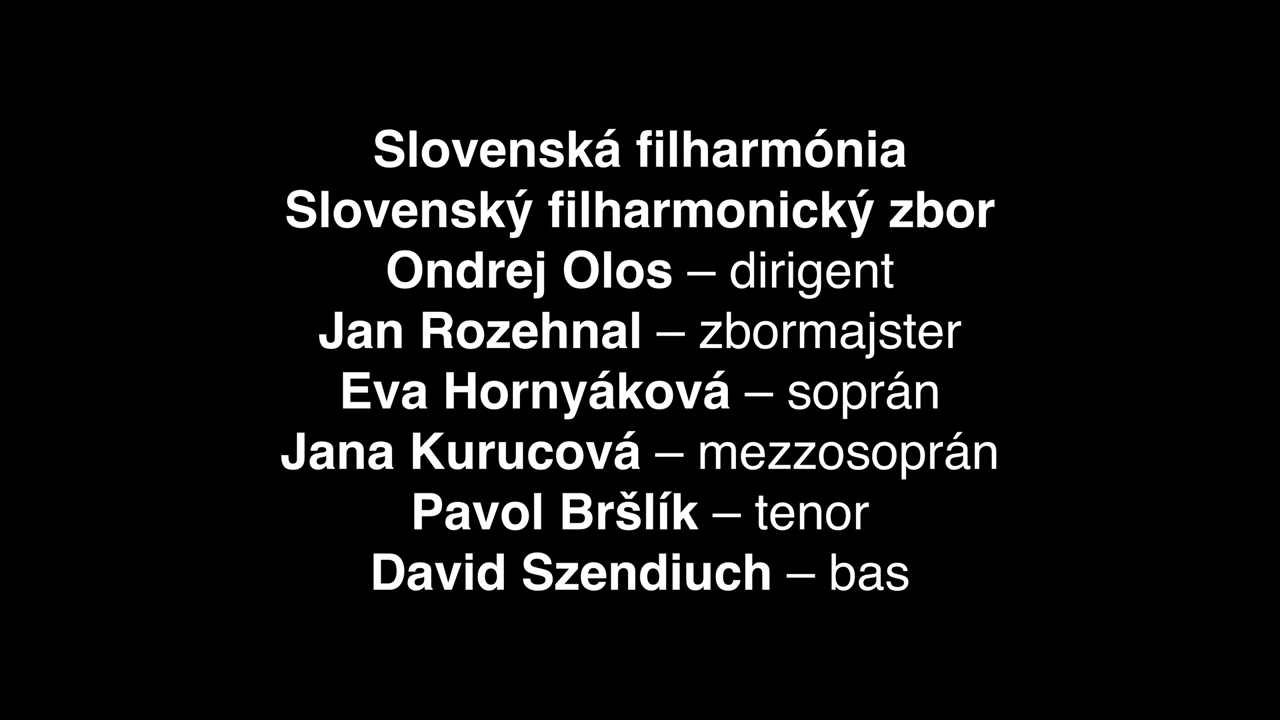 Slovenská filharmónia
Slovenský filharmonický zbor
Ondrej Olos – dirigent
Jan Rozehnal – zbormajster
Eva Hornyáková – soprán
Jana Kurucová – mezzosoprán
Pavol Bršlík – tenor
David Szendiuch – bas